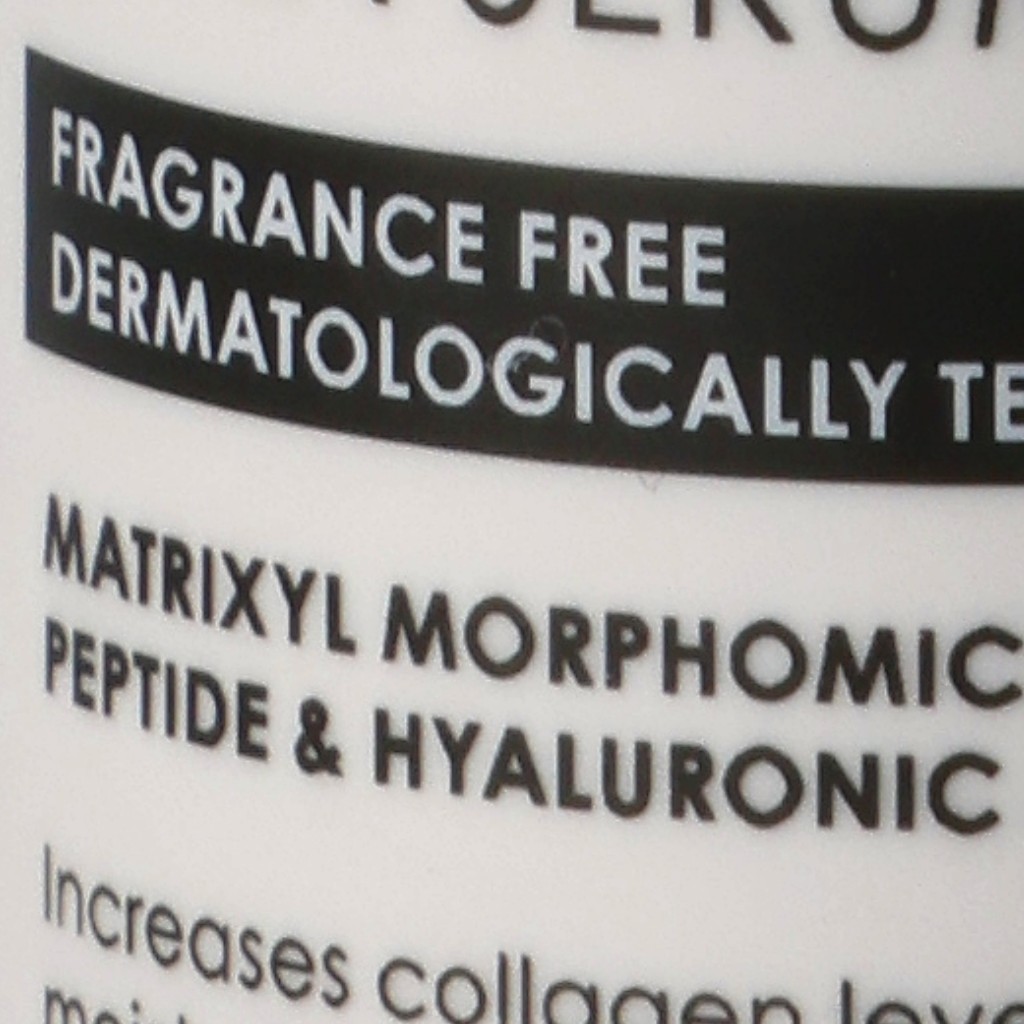 FRAGRANCE FREE
DERMATOLOGICALLY
MATRIXYL MORPHOMIC
PEPTIDE & HYALURONIC
Increases collagen